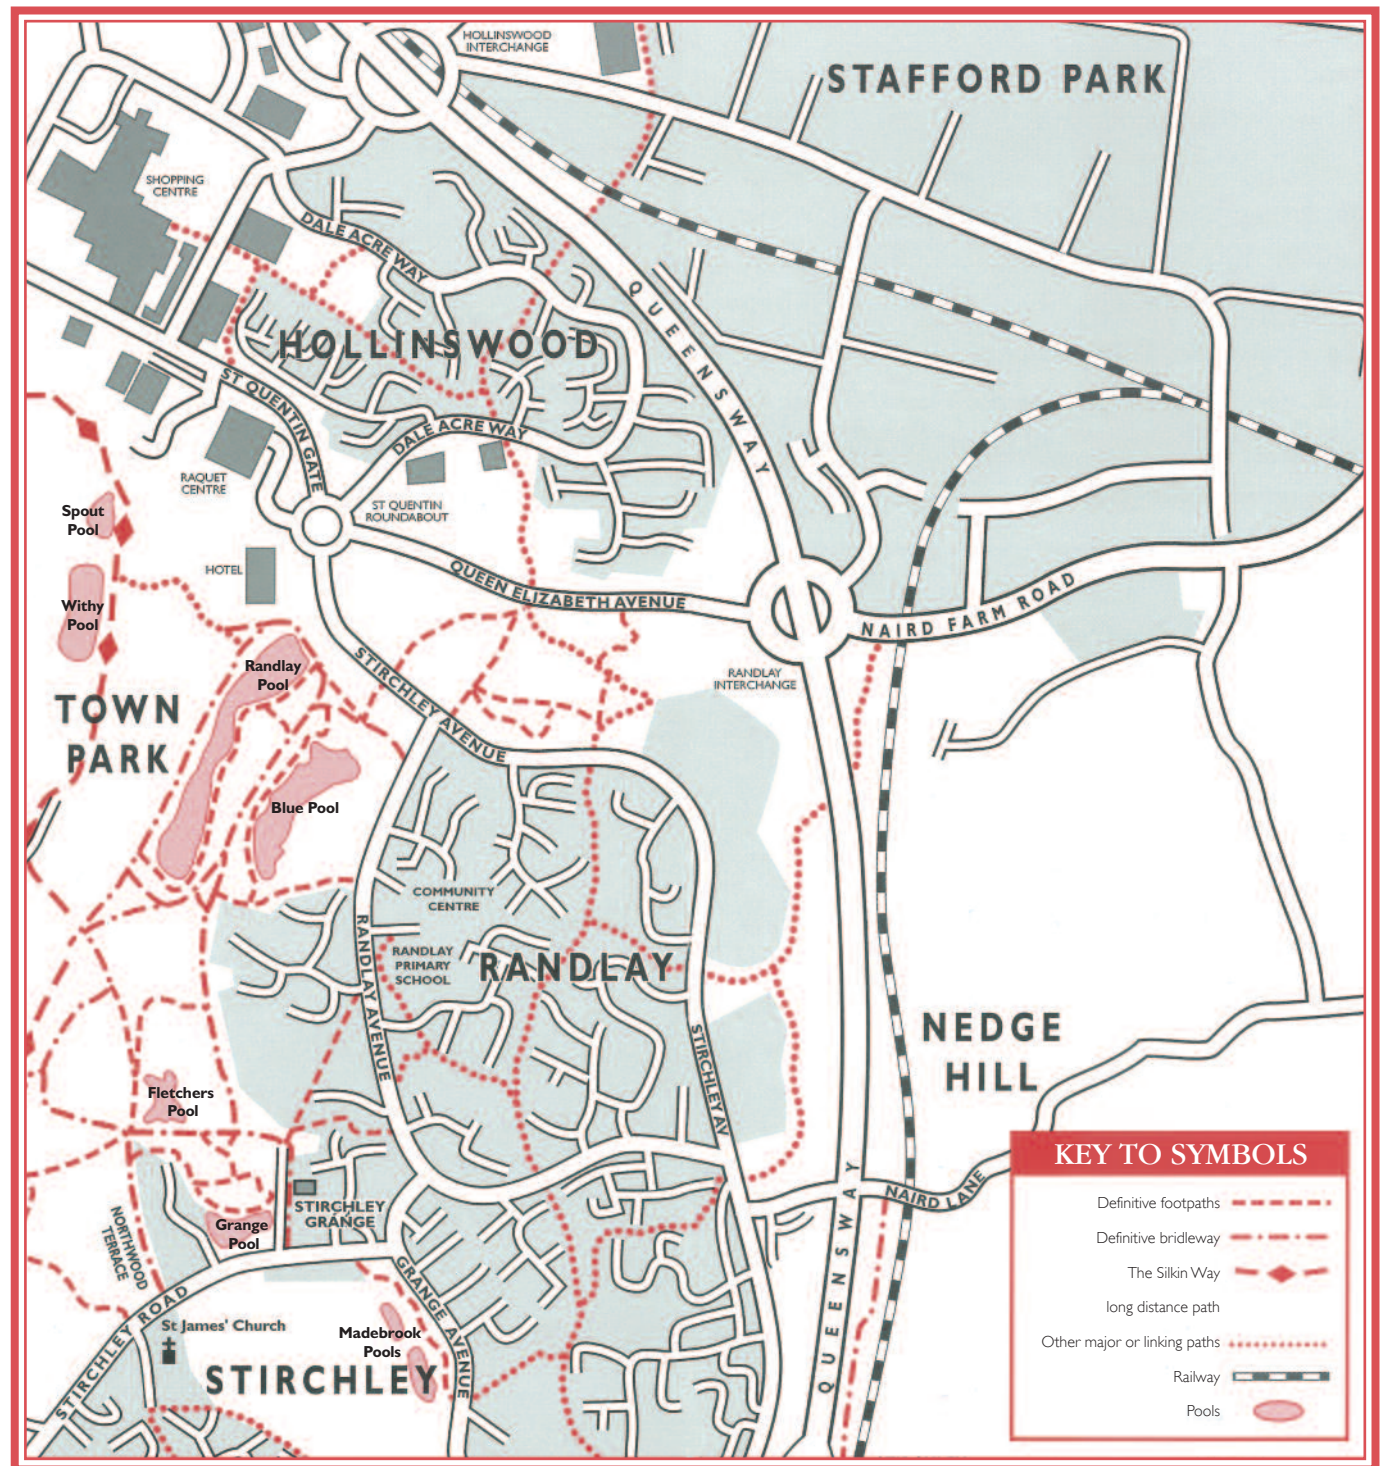 HOLLINSWOOD
INTERCHANGE
STAFFORD PARK
SHOPPING
CENTRE
DALE ACRE WAY
QUEENSWAY
HOLLINSWOOD
ST QUENTIN GATE
DALE ACRE WAY
RAQUET
CENTRE
ST QUENTIN
ROUNDABOUT
Spout
Pool
HOTEL
QUEEN ELIZABETH AVENUE
NAIRD FARM ROAD
Withy
Pool
Randlay
Pool
STIRCHLEY AVENUE
RANDLAY
INTERCHANGE
TOWN
PARK
Blue Pool
COMMUNITY
CENTRE
RANDLAY AVENUE
RANDLAY
PRIMARY
SCHOOL
RANDLAY
NEDGE
HILL
STIRCHLEY AV
Fletchers
Pool
NAIRD LANE
STIRCHLEY
GRANGE
Grange
Pool
NORTHWOOD
TERRACE
QUEENSWAY
GRANGE AVENUE
STIRCHLEY ROAD
St James' Church
Madebrook
Pools
STIRCHLEY
KEY TO SYMBOLS
Definitive footpaths
Definitive bridleway
The Silkin Way
long distance path
Other major or linking paths
Railway
Pools